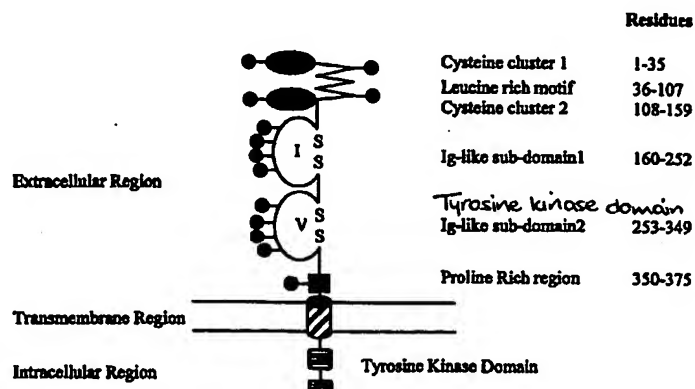 Residues
Cysteine cluster 1 1-35
Leucine rich motif 36-107
Cysteine cluster 2 108-159
I S S
Ig-like sub-domain1 160-252
Extracellular Region
Tyrosine kinase domain
V S S
Ig-like sub-domain2 253-349
Proline Rich region 350-375
Transmembrane Region
Tyrosine Kinase Domain
Intracellular Region